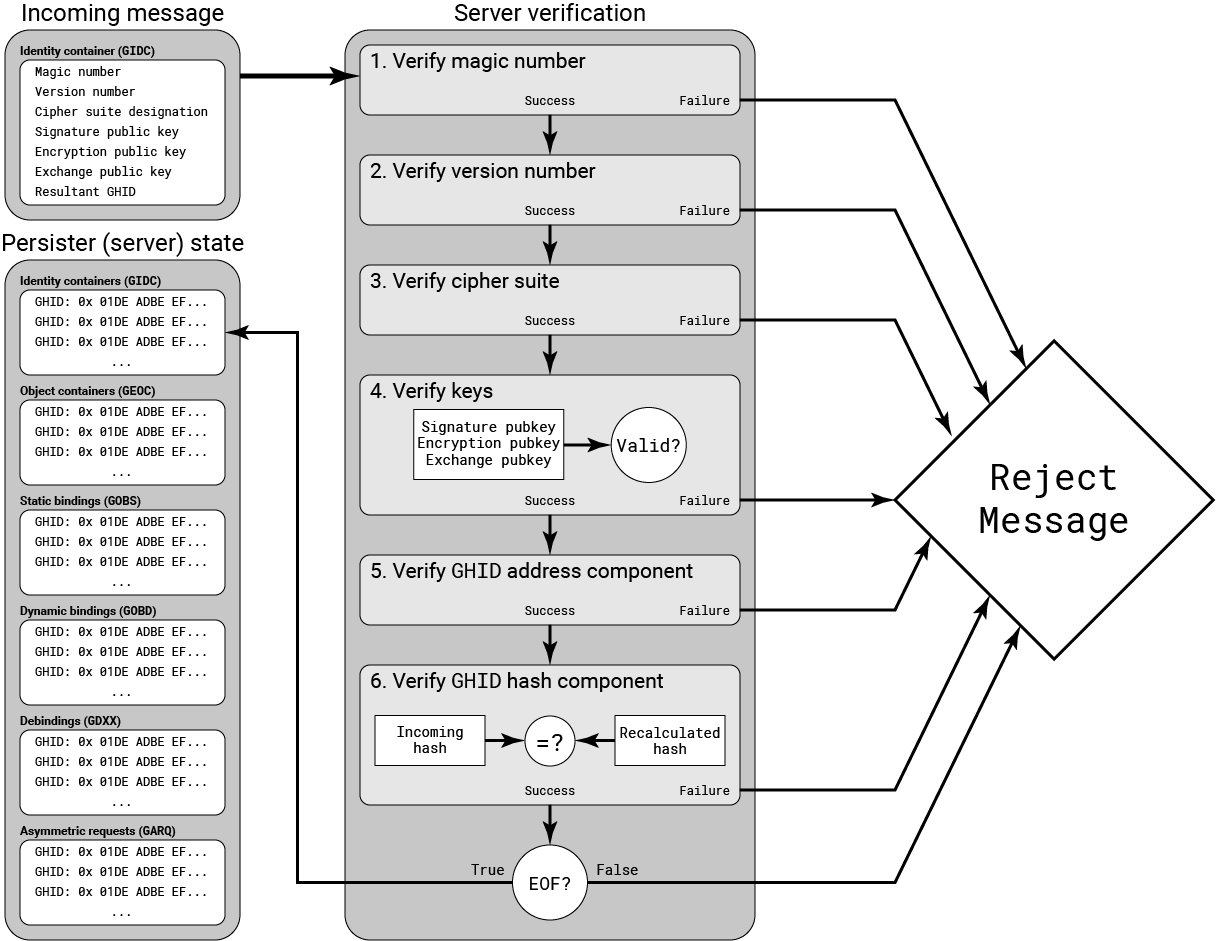 Incoming message
Identity container (GIDC)
Magic number
Version number
Cipher suite designation
Signature public key
Encryption public key
Exchange public key
Resultant GHID
Persister (server) state
Identity containers (GIDC)
GHID: 0x 01DE ADBE EF...
GHID: 0x 01DE ADBE EF...
GHID: 0x 01DE ADBE EF...
...
Object containers (GEOC)
GHID: 0x 01DE ADBE EF...
GHID: 0x 01DE ADBE EF...
GHID: 0x 01DE ADBE EF...
...
Static bindings (GOBS)
GHID: 0x 01DE ADBE EF...
GHID: 0x 01DE ADBE EF...
GHID: 0x 01DE ADBE EF...
...
Dynamic bindings (GOBD)
GHID: 0x 01DE ADBE EF...
GHID: 0x 01DE ADBE EF...
GHID: 0x 01DE ADBE EF...
...
Debindings (GDXX)
GHID: 0x 01DE ADBE EF...
GHID: 0x 01DE ADBE EF...
GHID: 0x 01DE ADBE EF...
...
Asymmetric requests (GARQ)
GHID: 0x 01DE ADBE EF...
GHID: 0x 01DE ADBE EF...
GHID: 0x 01DE ADBE EF...
...
Server verification
1. Verify magic number
Success Failure
2. Verify version number
Success Failure
3. Verify cipher suite
Success Failure
4. Verify keys
Signature pubkey
Encryption pubkey
Exchange pubkey
Valid?
Success Failure
5. Verify GHID address component
Success Failure
6. Verify GHID hash component
Incoming
hash
=?
Recalculated
hash
Success Failure
True False
EOF?
Reject
Message